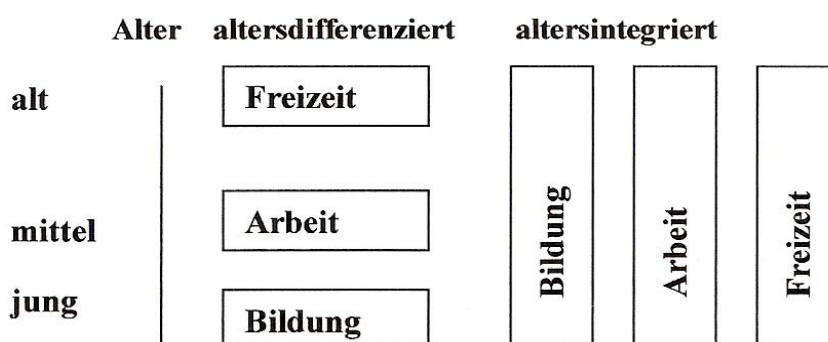 Alter altersdifferenziert altersintegriert
alt Freizeit
mittel Arbeit
jung Bildung
Bildung
Arbeit
Freizeit